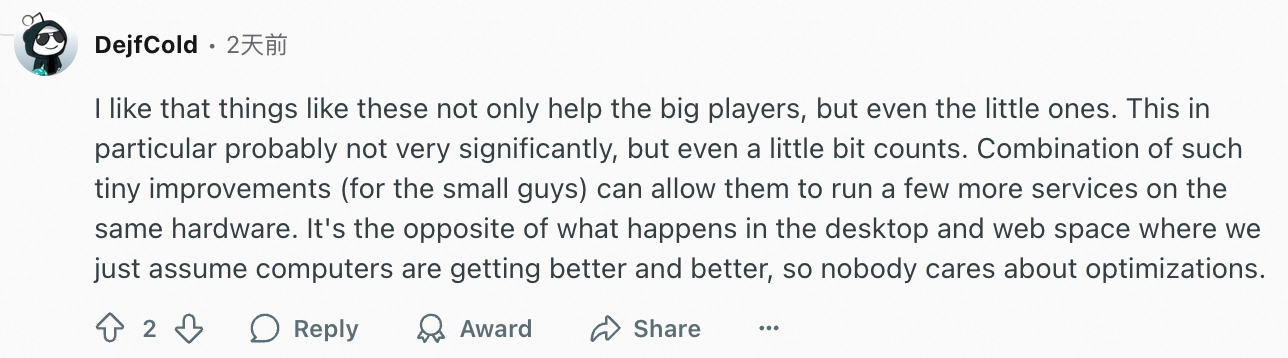 DejfCold • 2天前
I like that things like these not only help the big players, but even the little ones. This in
particular probably not very significantly, but even a little bit counts. Combination of such
tiny improvements (for the small guys) can allow them to run a few more services on the
same hardware. It's the opposite of what happens in the desktop and web space where we
just assume computers are getting better and better, so nobody cares about optimizations.
2 Reply Award Share ...